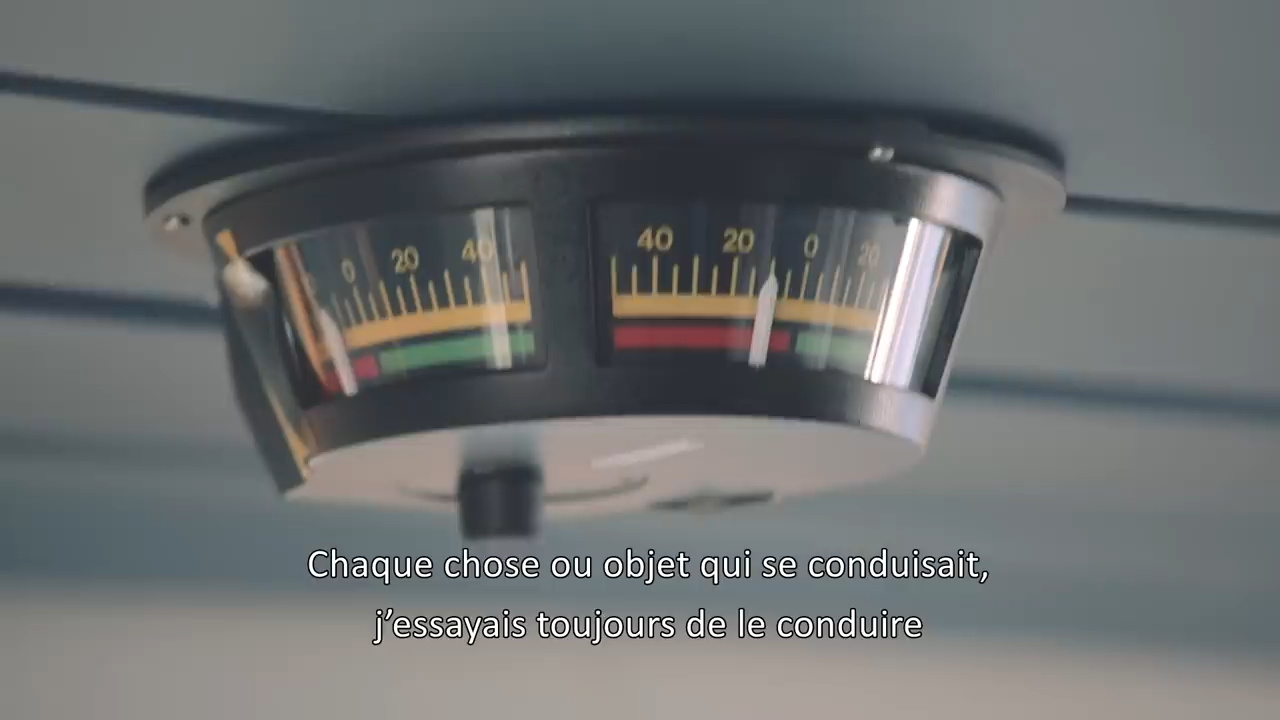 0 20 40
40 20 0 20
Chaque chose ou objet qui se conduisait,
j’essayais toujours de le conduire